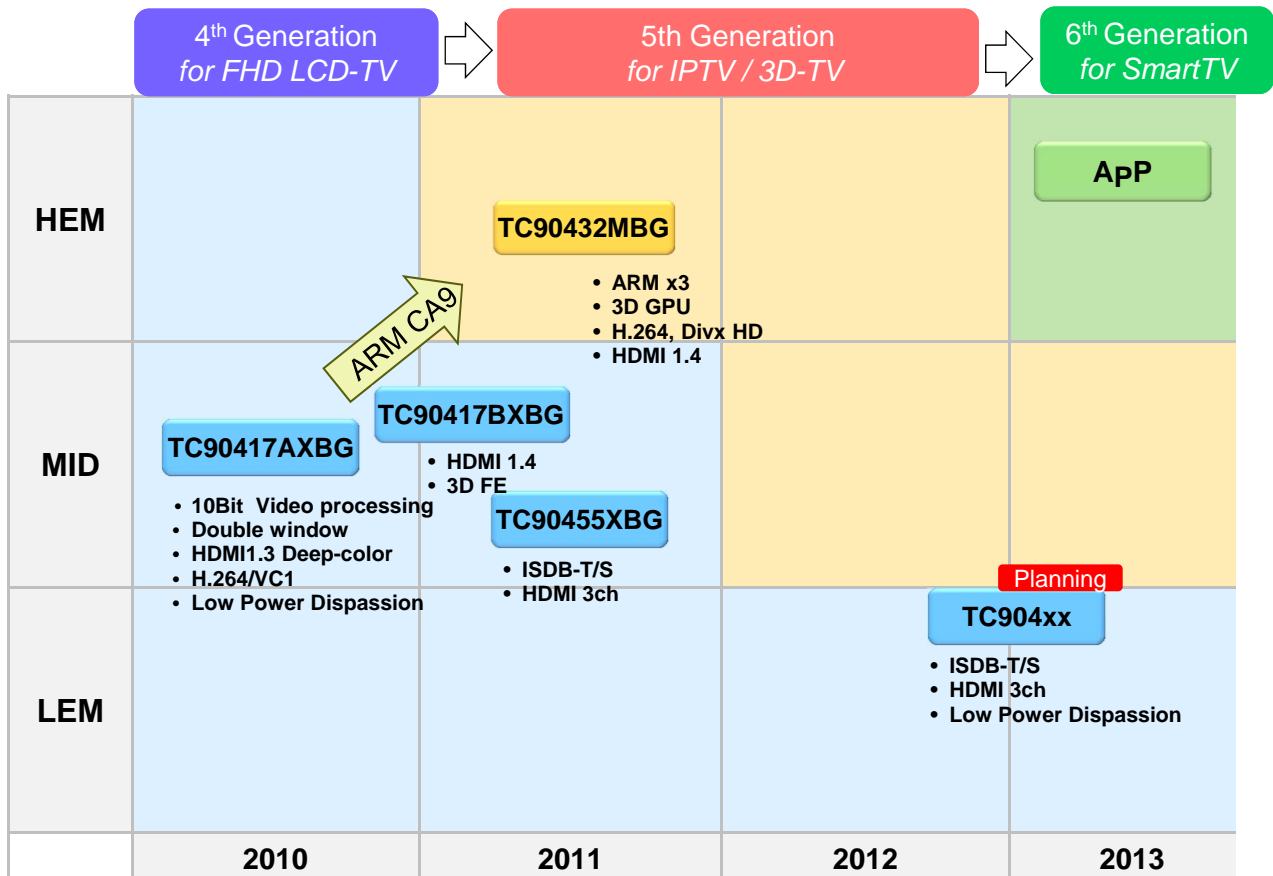 4th Generation
for FHD LCD-TV
5th Generation
for IPTV / 3D-TV
6th Generation
for SmartTV
HEM
APP
TC90432MBG
• ARM x3
• 3D GPU
• H.264, Divx HD
• HDMI 1.4
ARM CA9
MID
TC90417AXBG
• 10Bit Video processing
• Double window
• HDMI1.3 Deep-color
• H.264/VC1
• Low Power Dispassion
TC90417BXBG
• HDMI 1.4
• 3D FE
TC90455XBG
• ISDB-T/S
• HDMI 3ch
LEM
Planning
TC904xx
• ISDB-T/S
• HDMI 3ch
• Low Power Dispassion
2010
2011
2012
2013